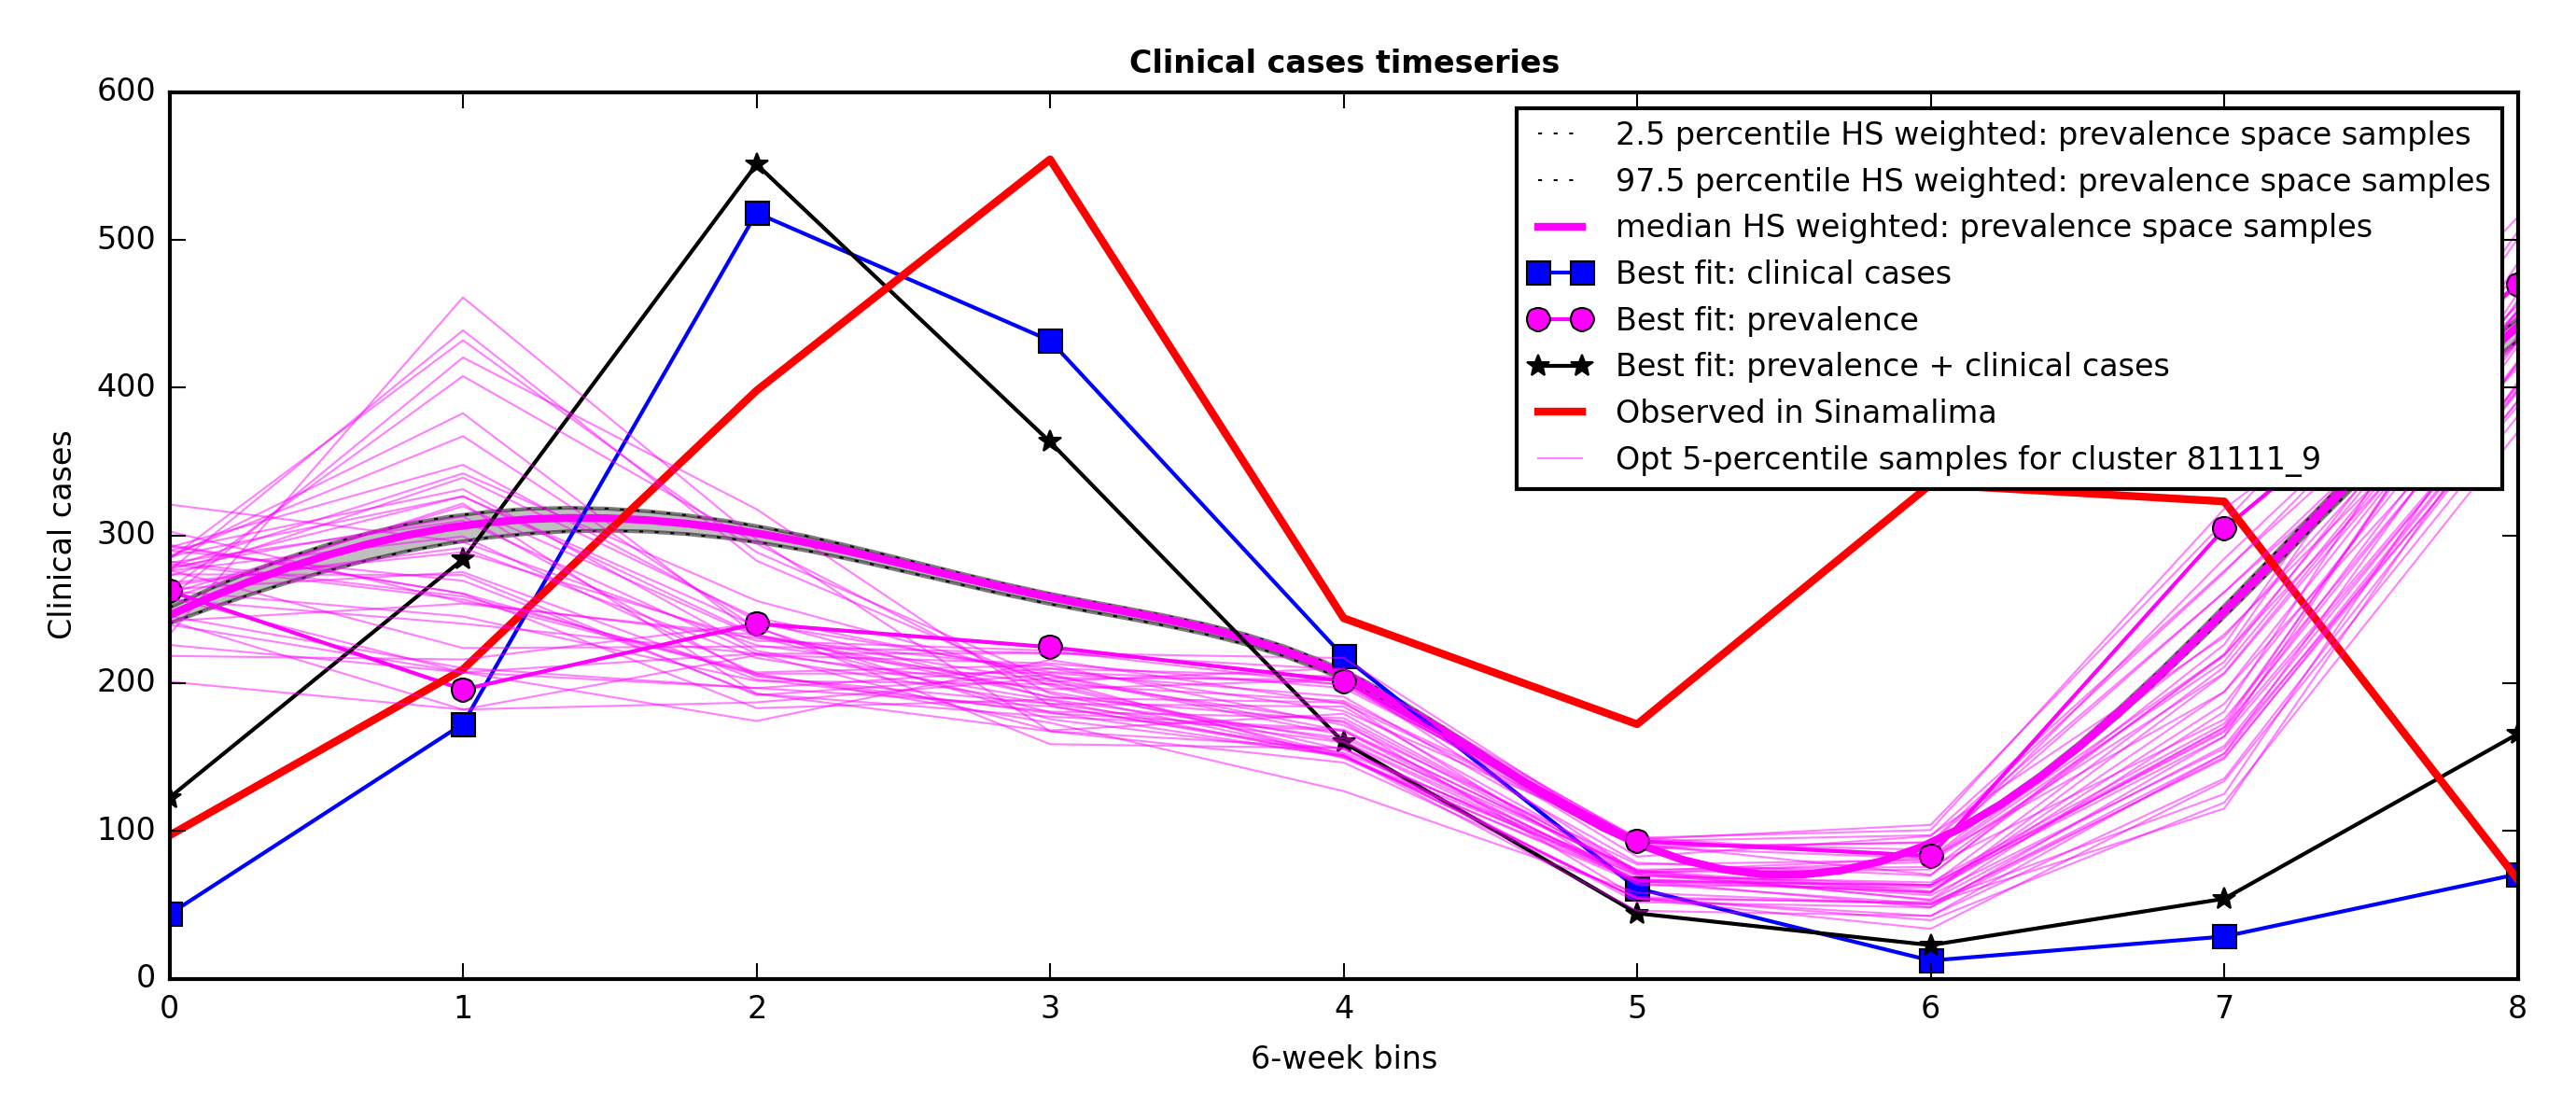 Clinical cases timeseries
600
500
400
300
200
100
0
Clinical cases
2.5 percentile HS weighted: prevalence space samples
97.5 percentile HS weighted: prevalence space samples
median HS weighted: prevalence space samples
Best fit: clinical cases
Best fit: prevalence
Best fit: prevalence + clinical cases
Observed in Sinamalima
Opt 5-percentile samples for cluster 81111_9
0 1 2 3 4 5 6 7 8
6-week bins